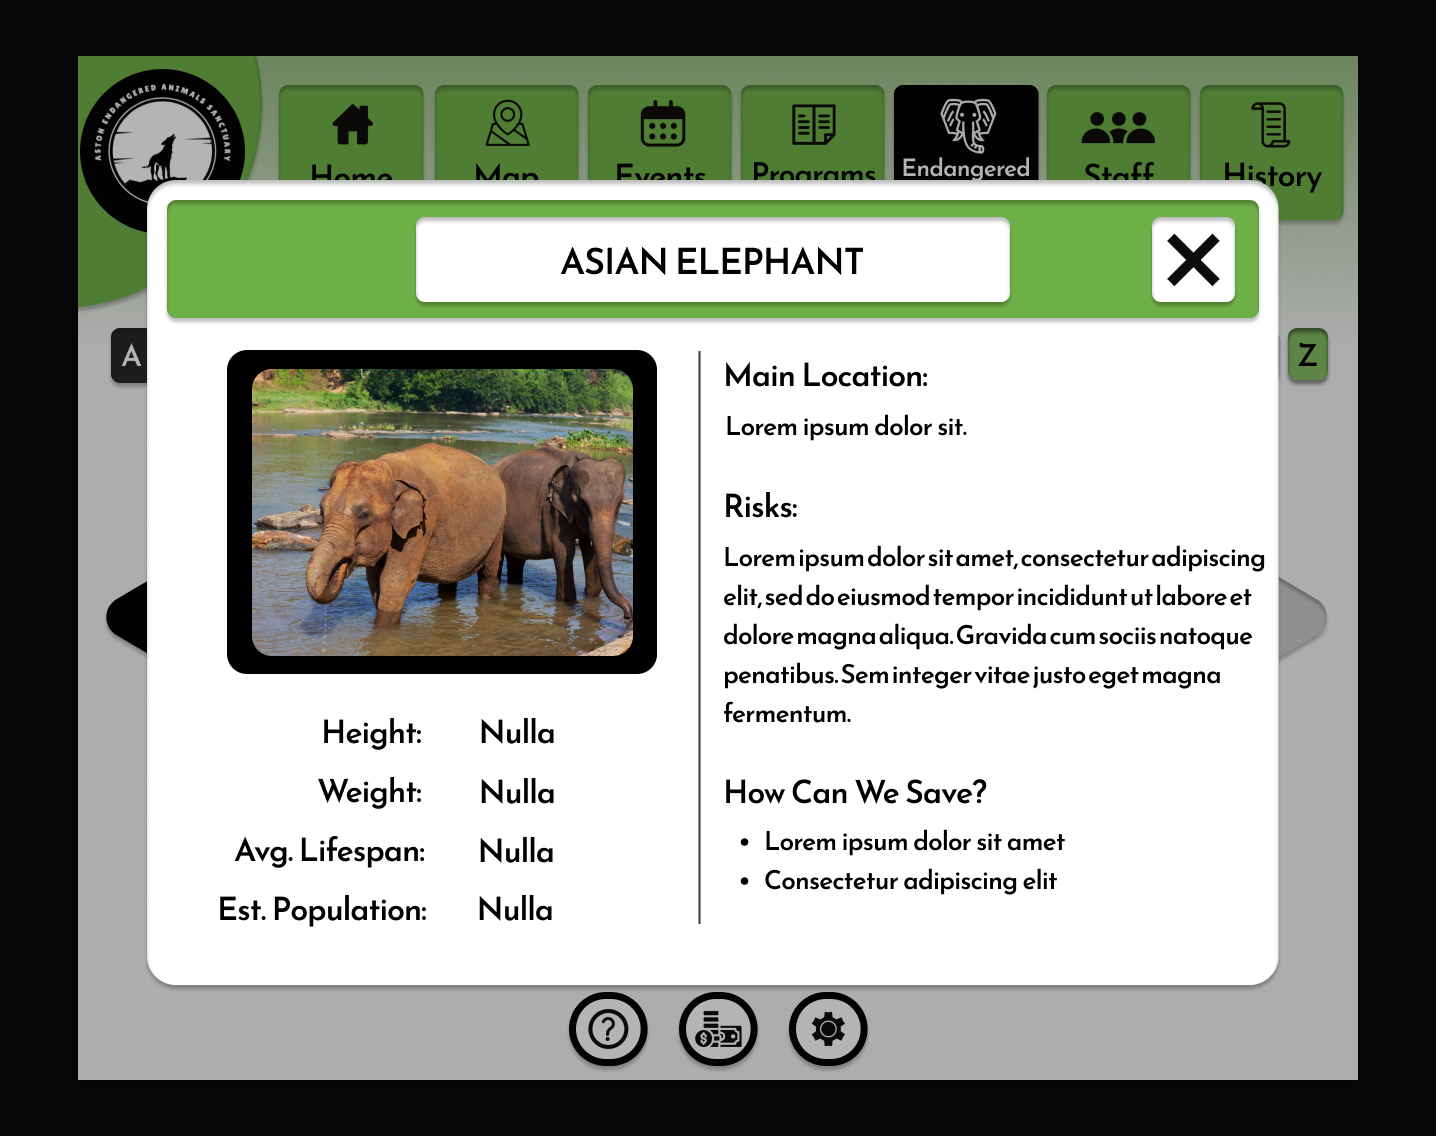 ASTON ENDANGERED ANIMALS SANCTUARY
Home
Map
Events
Programs
Endangered
Staff
History
ASIAN ELEPHANT
A
Z
Height: Nulla
Weight: Nulla
Avg. Lifespan: Nulla
Est. Population: Nulla
Main Location:
Lorem ipsum dolor sit.
Risks:
Lorem ipsum dolor sit amet, consectetur adipiscing
elit, sed do eiusmod tempor incididunt ut labore et
dolore magna aliqua. Gravida cum sociis natoque
penatibus. Sem integer vitae justo eget magna
fermentum.
How Can We Save?
• Lorem ipsum dolor sit amet
• Consectetur adipiscing elit